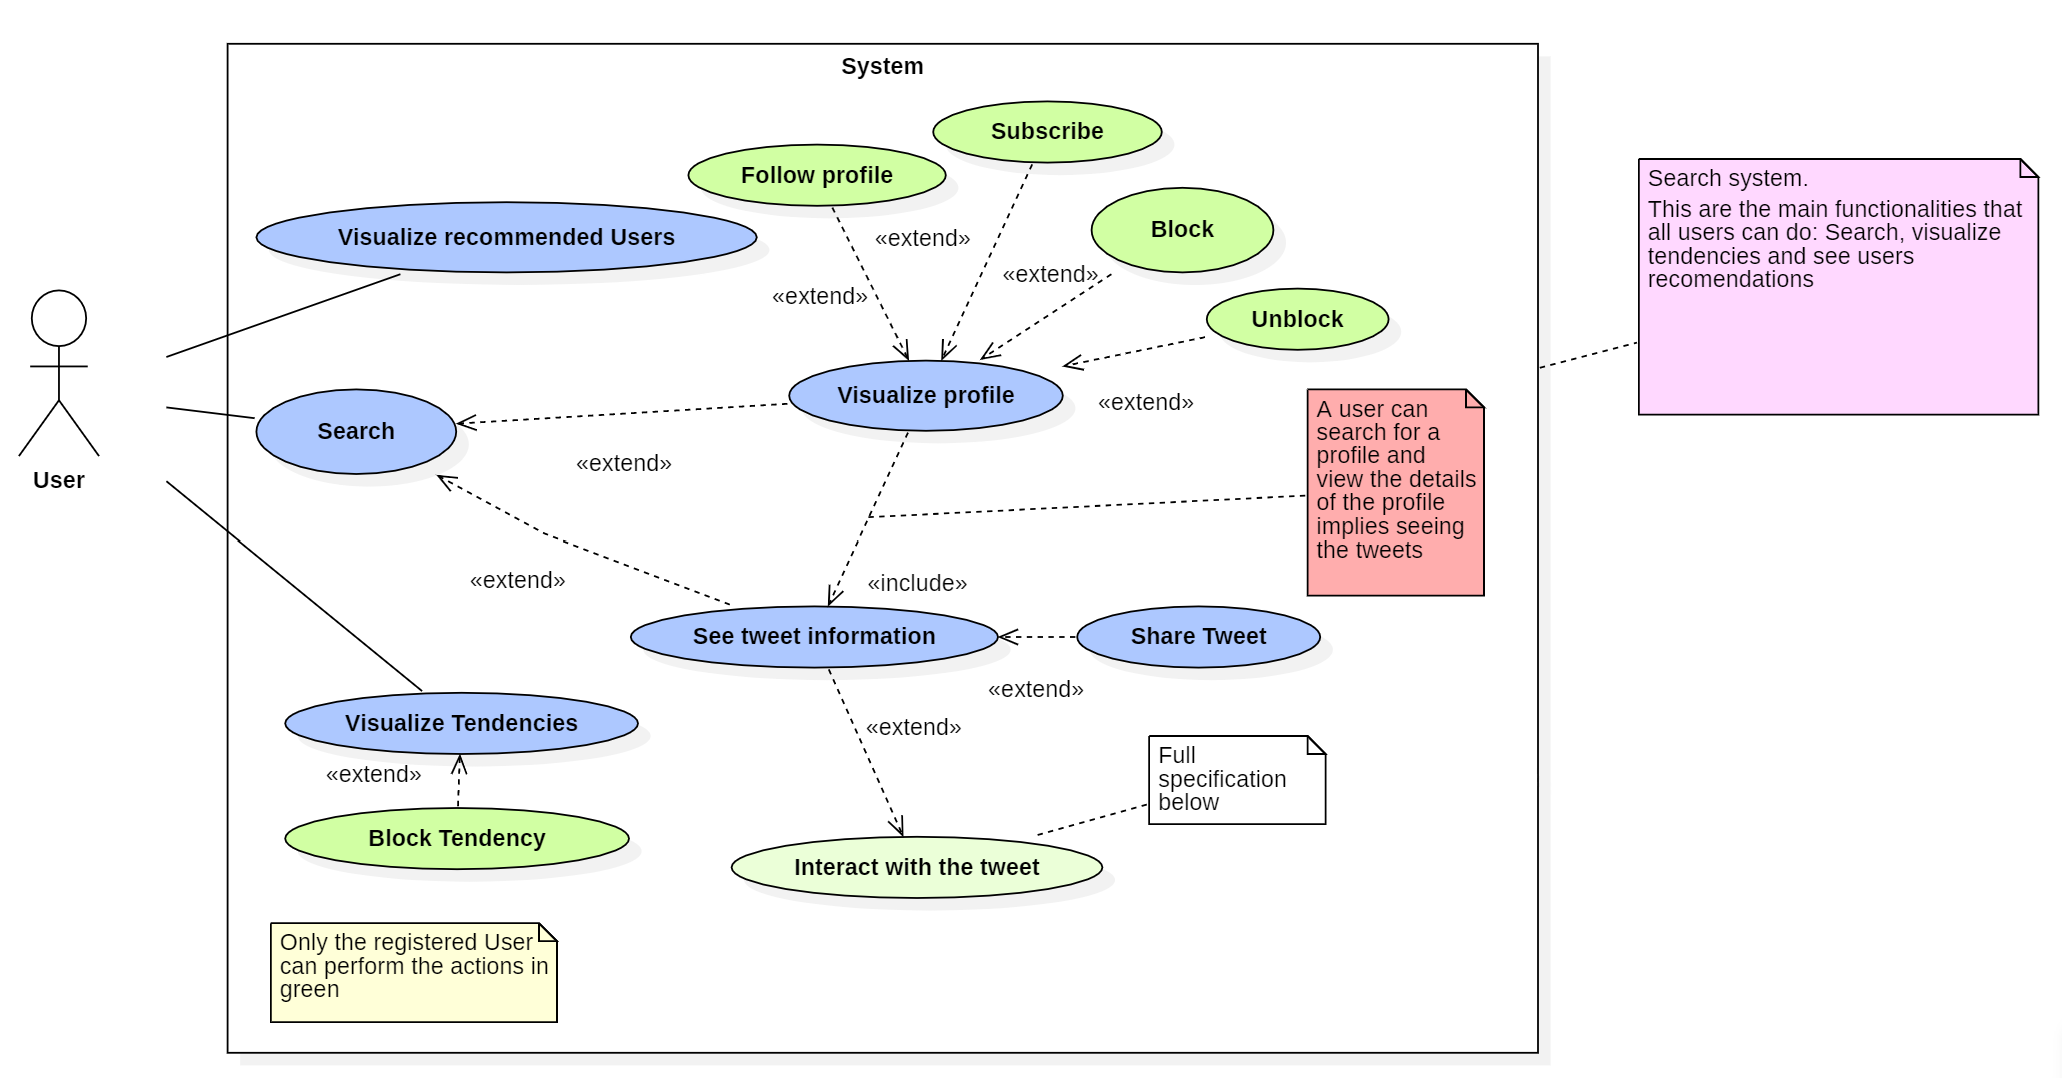 System
Subscribe
Follow profile
Search system.
This are the main functionalities that
all users can do: Search, visualize
tendencies and see users
recomendations
Block
Visualize recommended Users
«extend»
«extend»
«extend»
Unblock
Visualize profile
«extend»
A user can
search for a
profile and
view the details
of the profile
implies seeing
the tweets
Search
«extend»
User
«extend»
«include»
See tweet information
Share Tweet
«extend»
Visualize Tendencies
«extend»
Full
specification
below
«extend»
Block Tendency
Interact with the tweet
Only the registered User
can perform the actions in
green